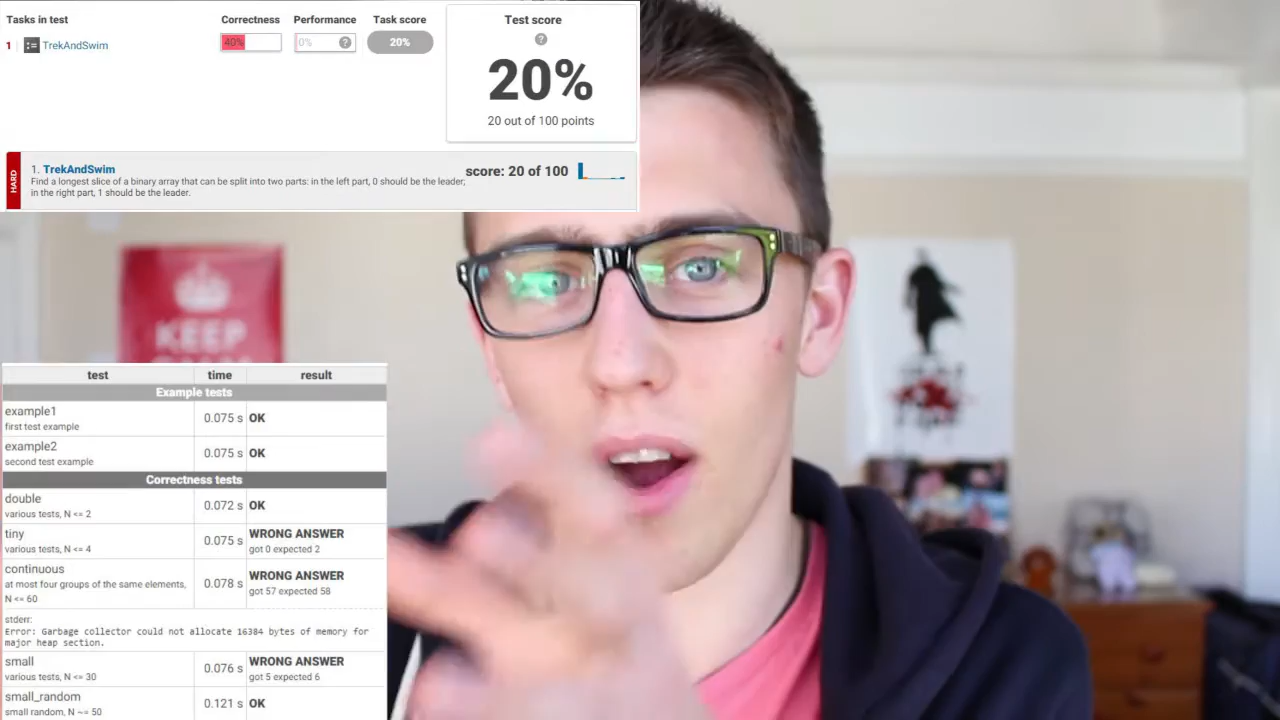 Tasks in test Correctness Performance Task score
1 TrekAndSwim 40% 0% ? 20%
Test score
?
20%
20 out of 100 points
HARD
1. TrekAndSwim score: 20 of 100
Find a longest slice of a binary array that can be split into two parts: in the left part, 0 should be the leader;
in the right part, 1 should be the leader.
KEEP
test time result
Example tests
example1 0.075 s OK
first test example
example2 0.075 s OK
second test example
Correctness tests
double 0.072 s OK
various tests, N <= 2
tiny 0.075 s WRONG ANSWER
various tests, N <= 4 got 0 expected 2
continuous 0.078 s WRONG ANSWER
at most four groups of the same elements, got 57 expected 58
N <= 60
stderr:
Error: Garbage collector could not allocate 16384 bytes of memory for
major heap section.
small 0.076 s WRONG ANSWER
various tests, N <= 30 got 5 expected 6
small_random 0.121 s OK
small random, N ~= 50